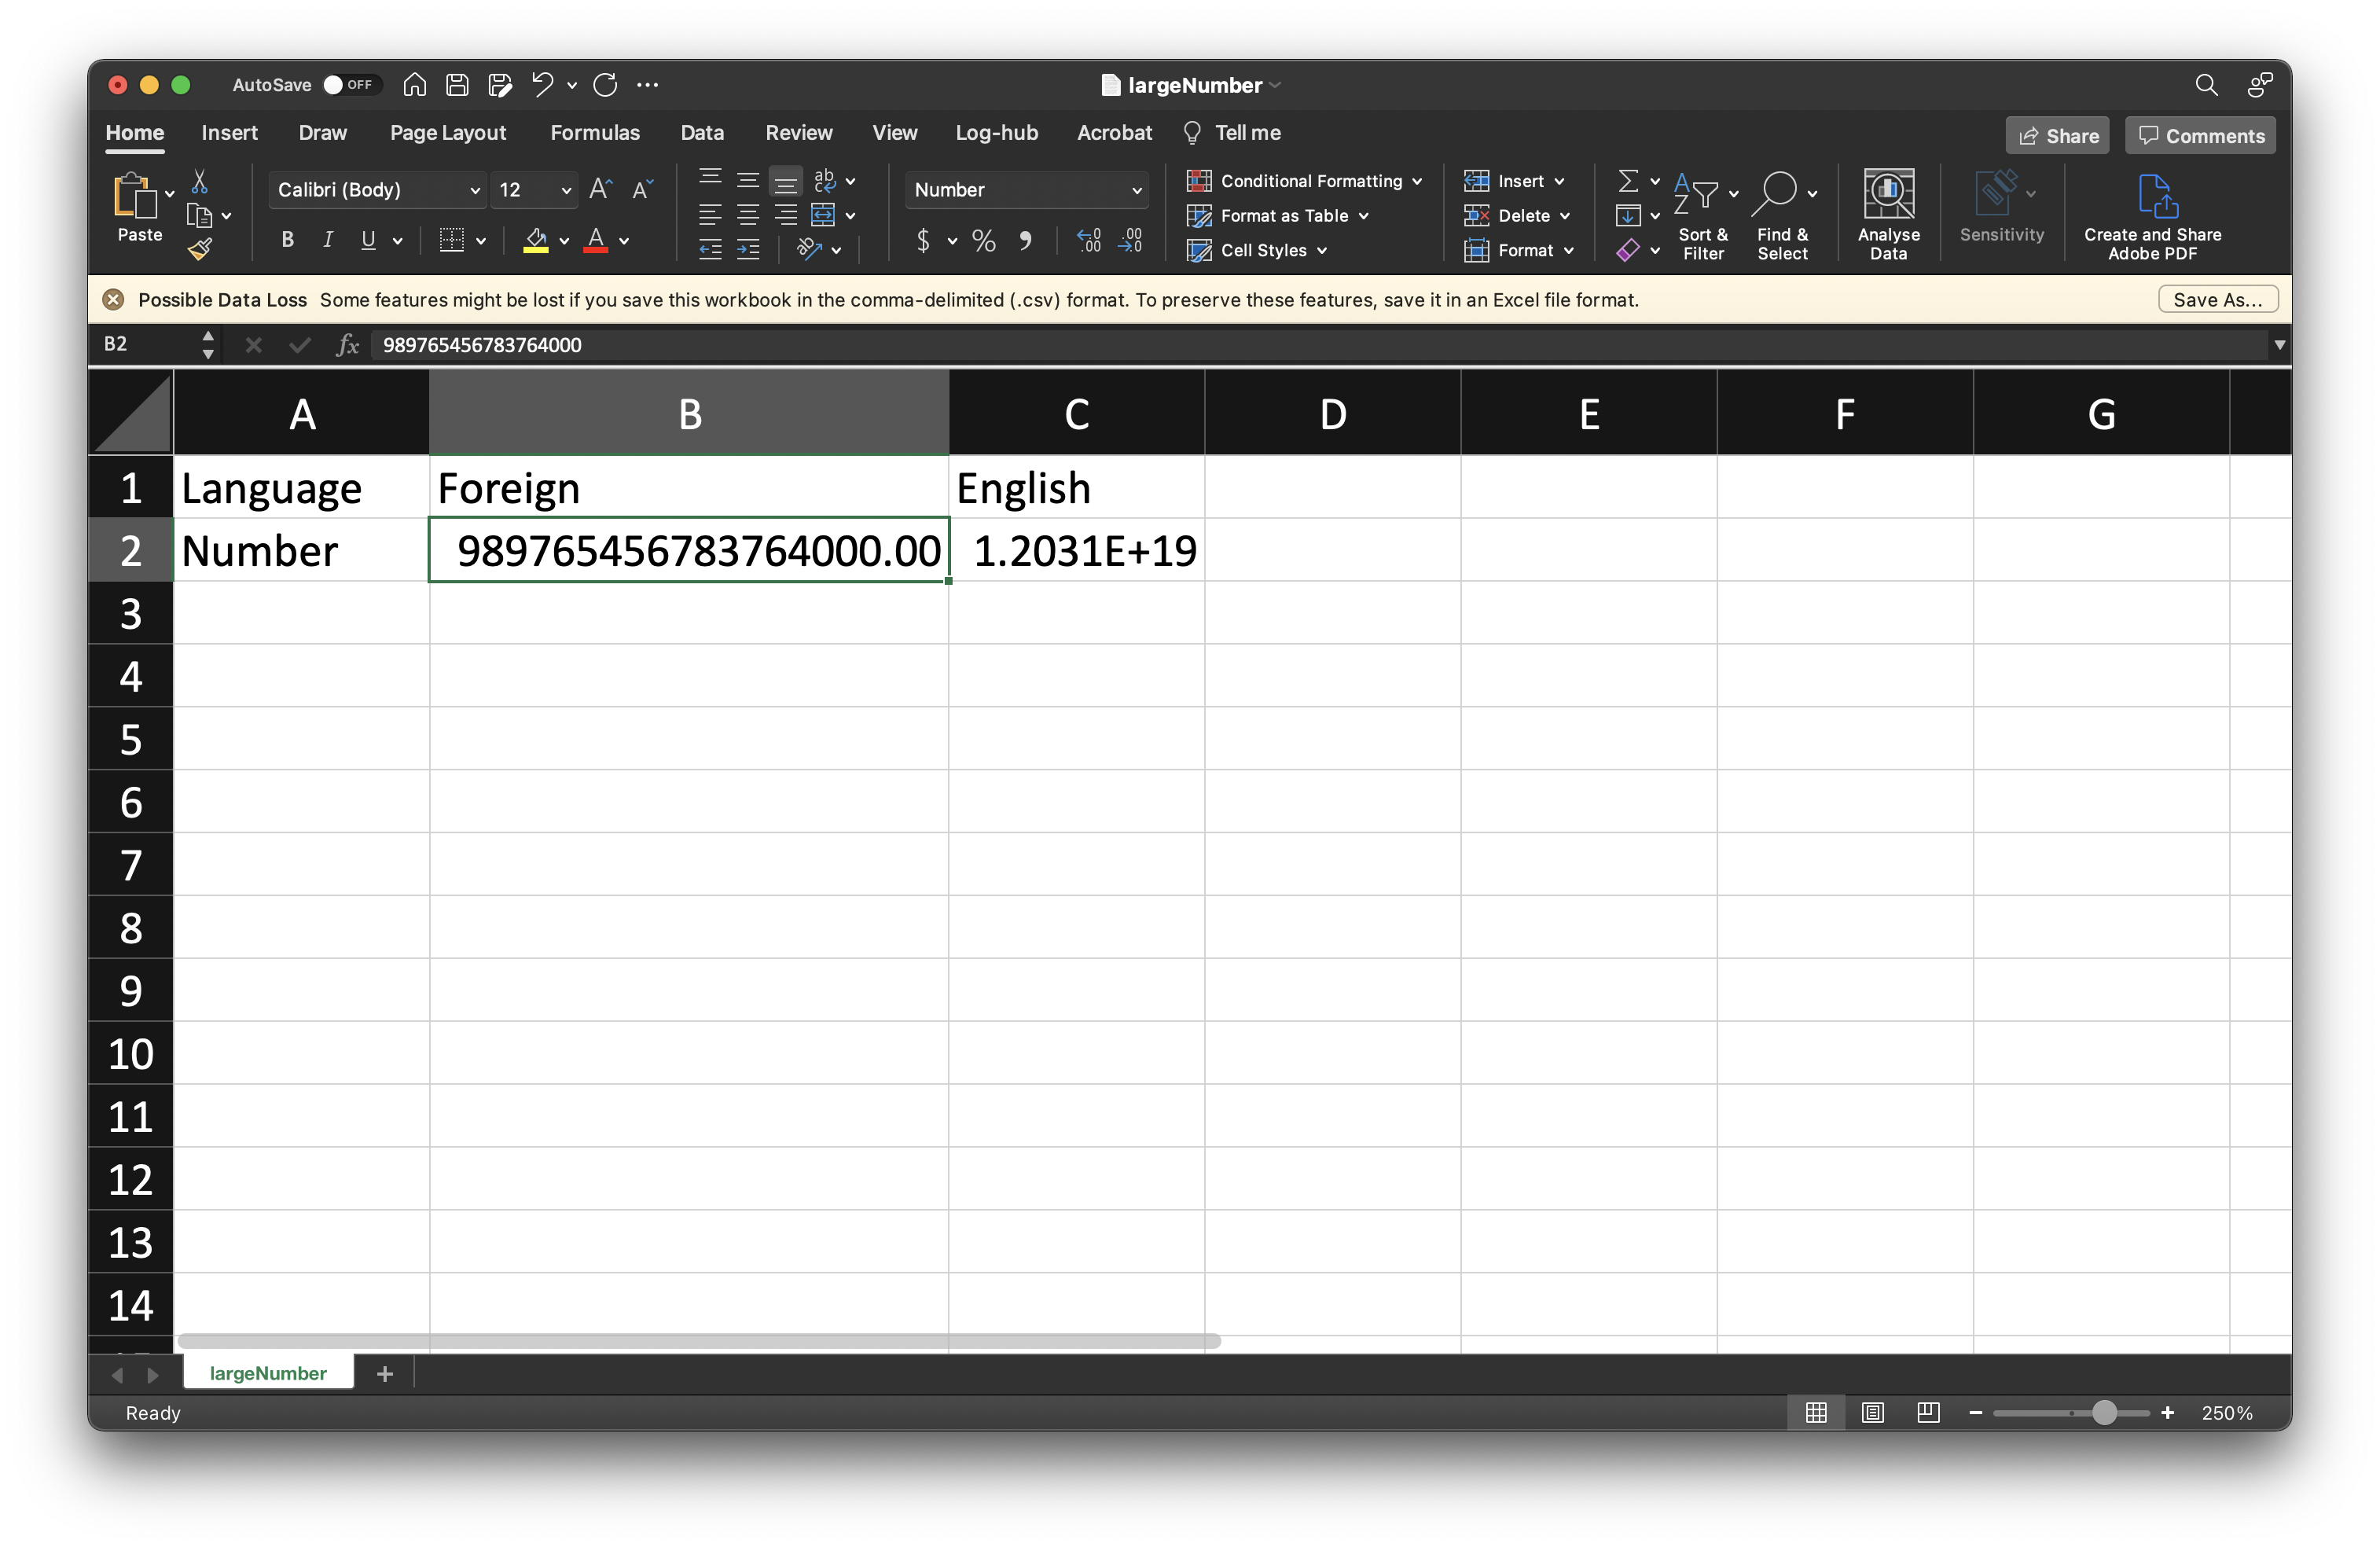 AutoSave OFF
largeNumber
Home Insert Draw Page Layout Formulas Data Review View Log-hub Acrobat Tell me
Share Comments
Paste
Calibri (Body) 12 A A
B I U A
ab
c
Number
$ % 9 .0 .00 .00 .0
Conditional Formatting
Format as Table
Cell Styles
Insert
Delete
Format
A
Z
Sort &
Filter
Find &
Select
Analyse
Data
Sensitivity
Create and Share
Adobe PDF
Possible Data Loss Some features might be lost if you save this workbook in the comma-delimited (.csv) format. To preserve these features, save it in an Excel file format. Save As...
B2 fx 989765456783764000
A B C D E F G
1 Language Foreign English
2 Number 989765456783764000.00 1.2031E+19
3
4
5
6
7
8
9
10
11
12
13
14
largeNumber +
Ready 250%